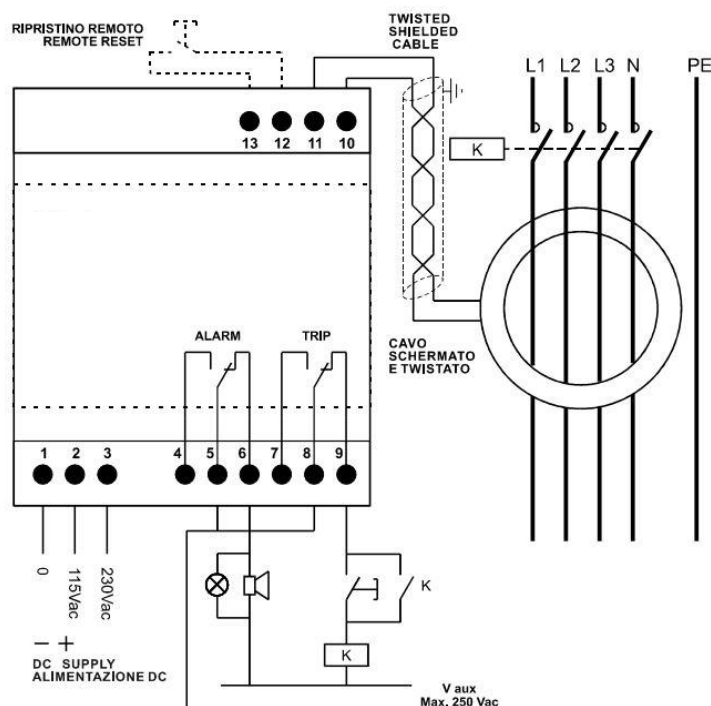 RIPRISTINO REMOTO
REMOTE RESET
TWISTED
SHIELDED
CABLE
L1 L2 L3 N PE
13 12 11 10
K
ALARM TRIP
CAVO
SCHERMATO
E TWISTATO
1 2 3 4 5 6 7 8 9
0
115Vac
230Vac
K
− +
DC SUPPLY
ALIMENTAZIONE DC
K
V aux
Max. 250 Vac